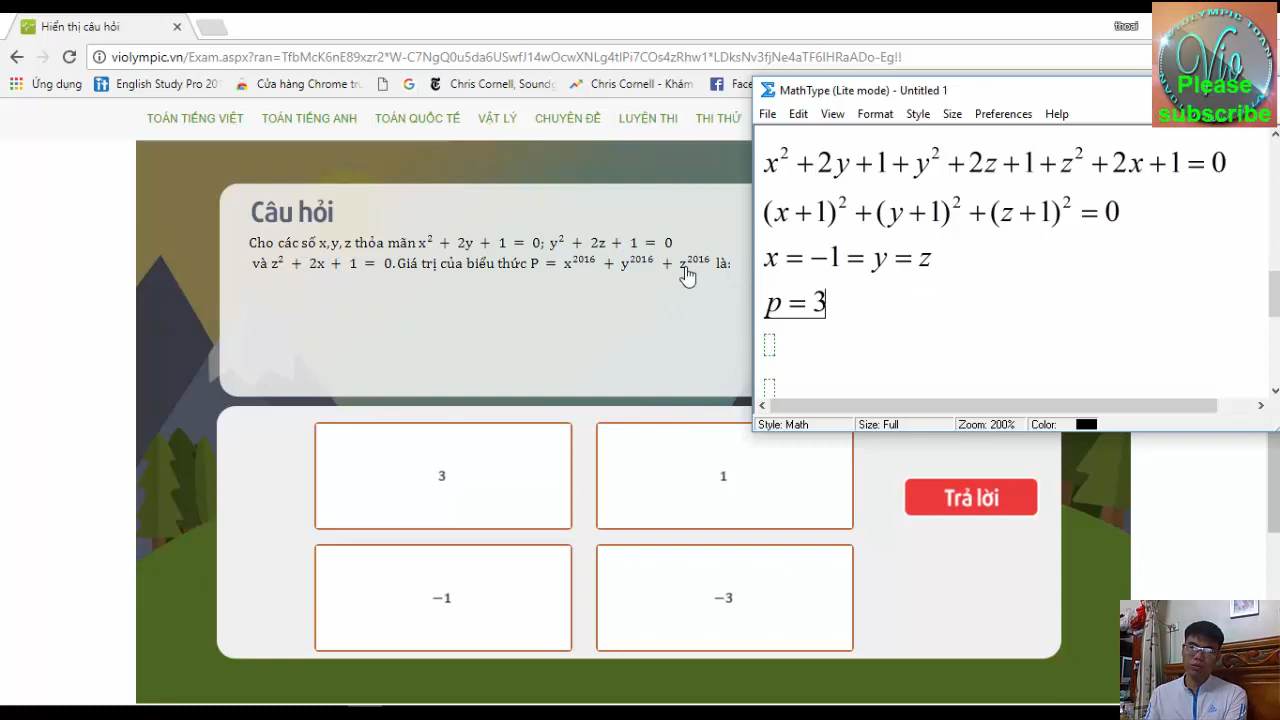 Hiển thị câu hỏi
thoai
violympic.vn/Exam.aspx?ran=TfbMcK6nE89xzr2*W-C7NgQ0u5da6USwfJ14wOcwXNLg4tIPi7COs4zRhw1*LDksNv3fjNe4aTF6IHRaADo-Eg!!
Ứng dụng
English Study Pro 20
Cửa hàng Chrome tr
Chris Cornell, Soundg
Chris Cornell - Khám
Face
TOÁN TIẾNG VIỆT
TOÁN TIẾNG ANH
TOÁN QUỐC TẾ
VẬT LÝ
CHUYÊN ĐỀ
LUYỆN THI
THI THỬ
Please
subscribe
MathType (Lite mode) - Untitled 1
File Edit View Format Style Size Preferences Help
x² + 2y + 1 + y² + 2z + 1 + z² + 2x + 1 = 0
(x + 1)² + (y + 1)² + (z + 1)² = 0
x = −1 = y = z
p = 3
Style: Math Size: Full Zoom: 200% Color:
Câu hỏi
Cho các số x, y, z thỏa mãn x² + 2y + 1 = 0; y² + 2z + 1 = 0
và z² + 2x + 1 = 0. Giá trị của biểu thức P = x²⁰¹⁶ + y²⁰¹⁶ + z²⁰¹⁶ là:
3
1
Trả lời
−1
−3